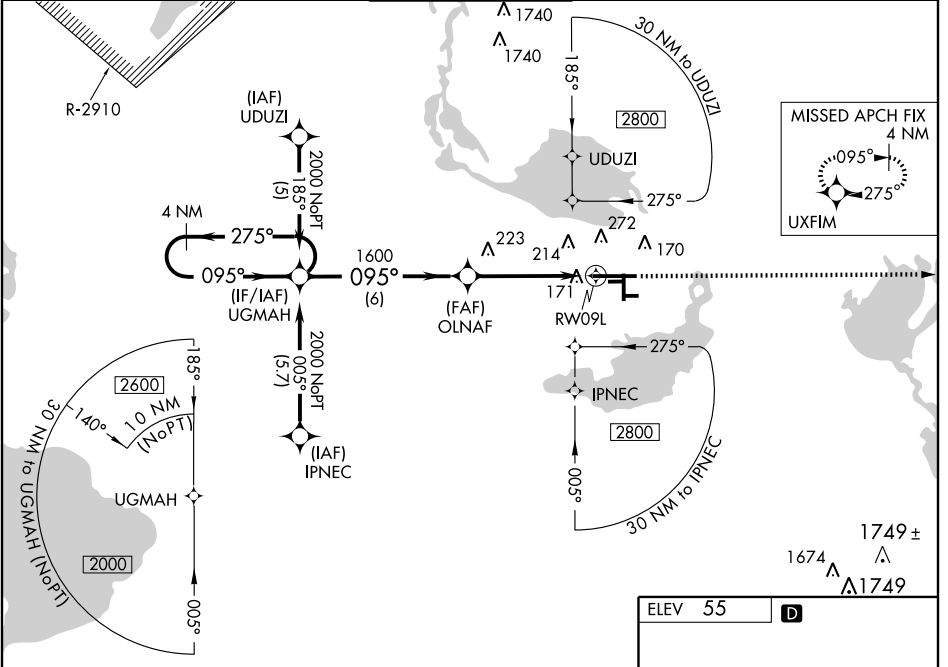 1740
1740
R-2910
(IAF)
UDUZI
2000 NoPT
185°
(5)
4 NM
275°
095°
(IF/IAF)
UGMAH
1600
095°
(6)
(FAF)
OLNAF
223
214
272
170
171
RW09L
2000 NoPT
005°
(5.7)
(IAF)
IPNEC
30 NM to UDUZI
185°
2800
UDUZI
275°
MISSED APCH FIX
4 NM
095°
275°
UXFIM
275°
IPNEC
2800
005°
30 NM to IPNEC
185°
2600
140°
10 NM
(NoPT)
30 NM to UGMAH (NoPT)
UGMAH
2000
005°
1749 ±
1674
1749
ELEV 55
D